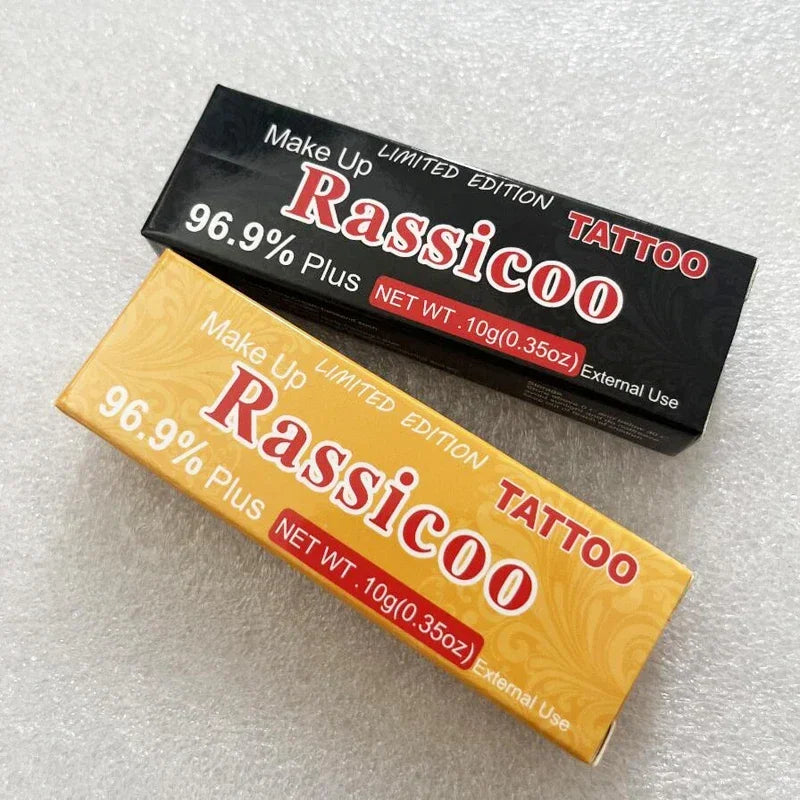 Make Up LIMITED EDITION
Rassicoo TATTOO
96.9% Plus
NET WT .10g(0.35oz)
External Use
Storage
Make Up LIMITED EDITION
Rassicoo TATTOO
96.9% Plus
NET WT .10g(0.35oz)
External Use